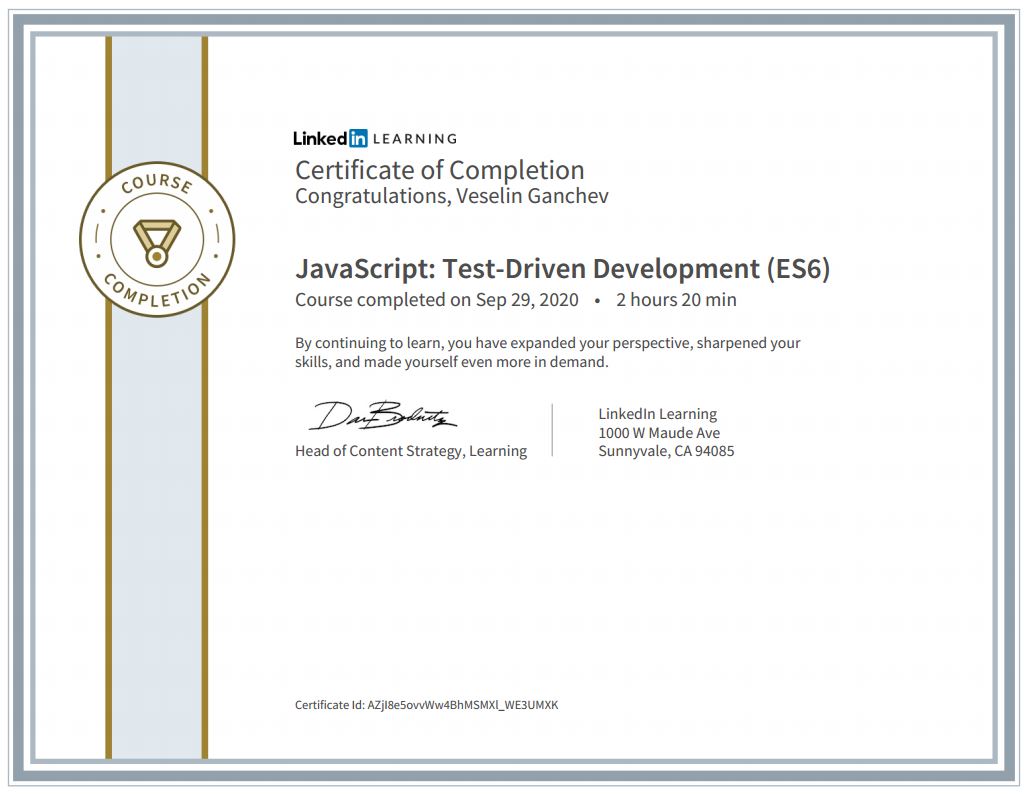 LinkedIn LEARNING
Certificate of Completion
Congratulations, Veselin Ganchev
COURSE
COMPLETION
JavaScript: Test-Driven Development (ES6)
Course completed on Sep 29, 2020 • 2 hours 20 min
By continuing to learn, you have expanded your perspective, sharpened your
skills, and made yourself even more in demand.
Head of Content Strategy, Learning
LinkedIn Learning
1000 W Maude Ave
Sunnyvale, CA 94085
Certificate Id: AZjI8e5ovvWw4BhMSMXl_WE3UMXK